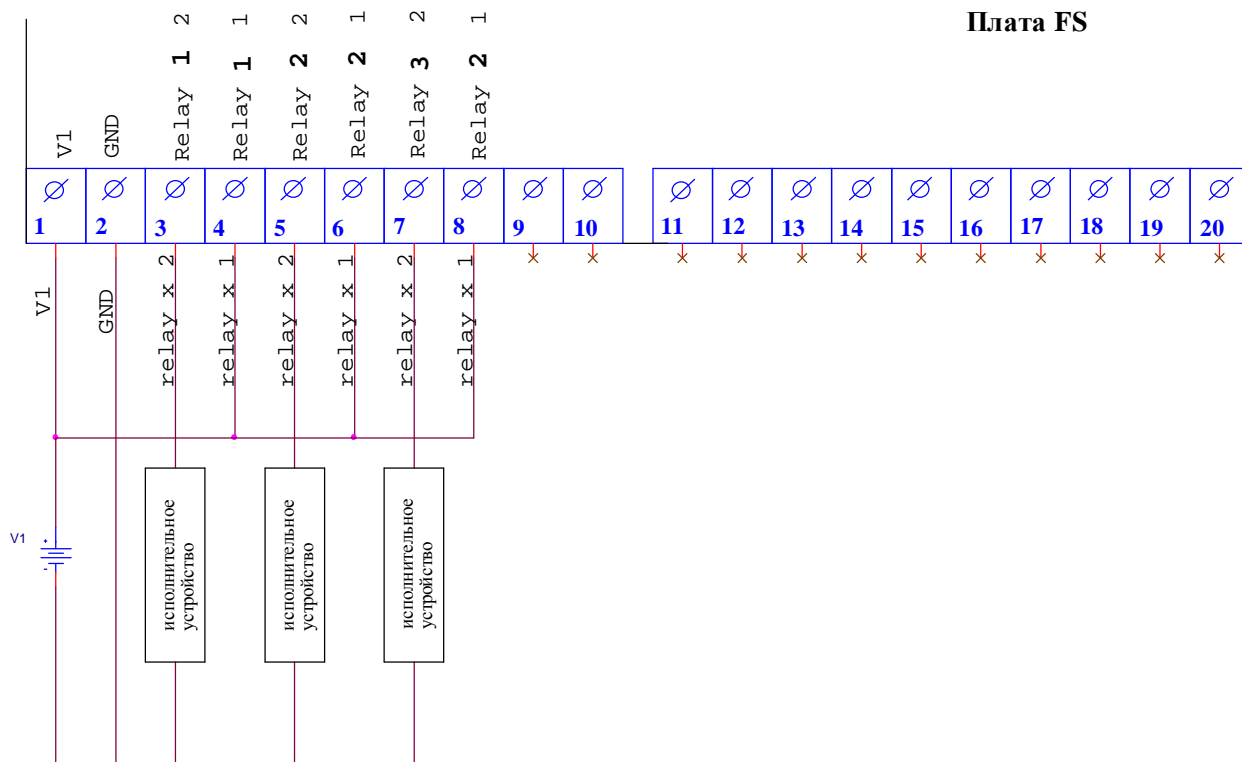 Плата FS
V1
GND
Relay 1 2
Relay 1 1
Relay 2 2
Relay 2 1
Relay 3 2
Relay 2 1
1
2
3
4
5
6
7
8
9
10
11
12
13
14
15
16
17
18
19
20
V1
GND
relay x 2
relay x 1
relay x 2
relay x 1
relay x 2
relay x 1
V1
исполнительное
устройство
исполнительное
устройство
исполнительное
устройство